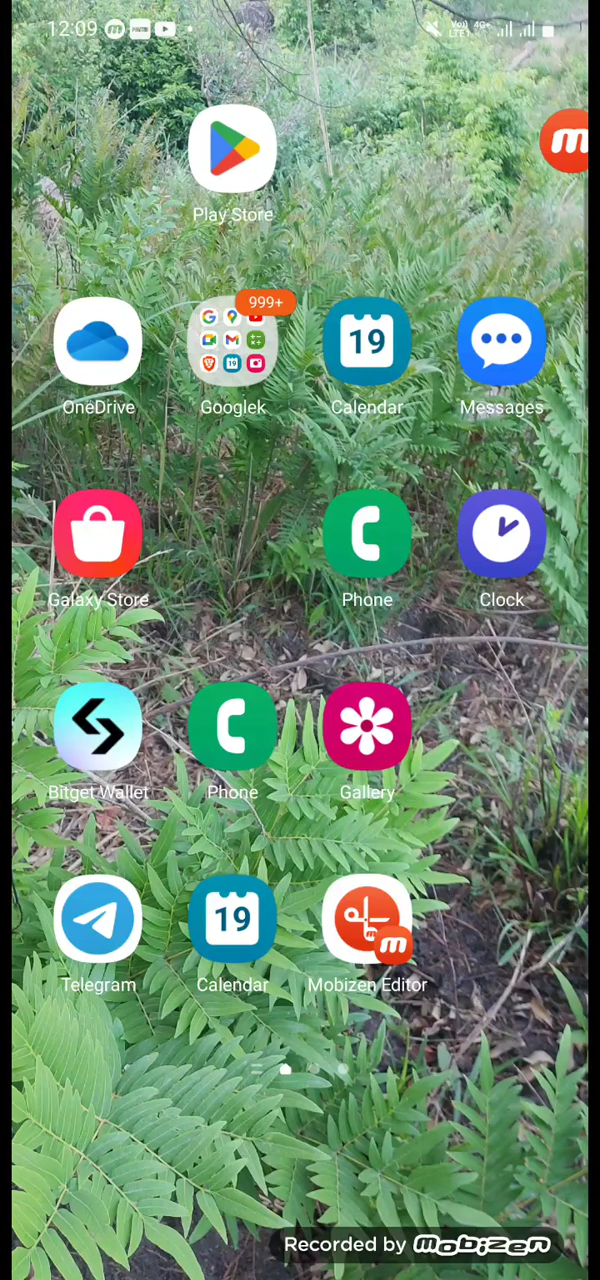 12:09
Play Store
999+
19
OneDrive
Googlek
Calendar
Messages
Galaxy Store
Phone
Clock
Bitget Wallet
Phone
Gallery
19
Telegram
Calendar
Mobizen Editor
Recorded by mobizen